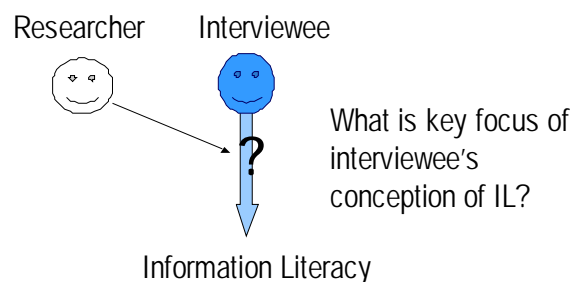 Researcher
Interviewee
?
What is key focus of
interviewee's
conception of IL?
Information Literacy